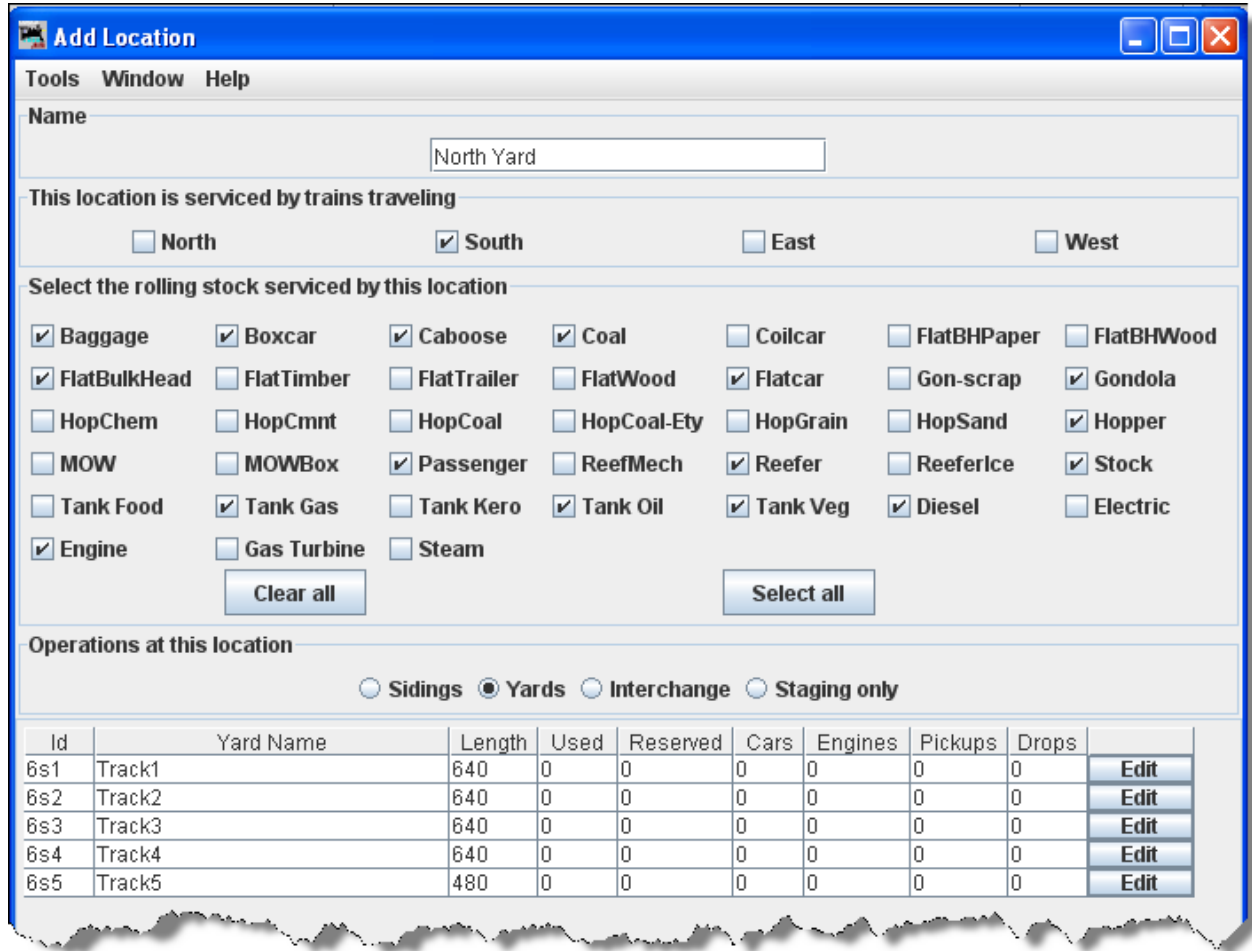 Add Location
Tools Window Help
Name
North Yard
This location is serviced by trains traveling
North South East West
Select the rolling stock serviced by this location
Baggage Boxcar Caboose Coal Coilcar FlatBHPaper FlatBHWood
FlatBulkHead FlatTimber FlatTrailer FlatWood Flatcar Gon-scrap Gondola
HopChem HopCmnt HopCoal HopCoal-Ety HopGrain HopSand Hopper
MOW MOWBox Passenger ReefMech Reefer ReeferIce Stock
Tank Food Tank Gas Tank Kero Tank Oil Tank Veg Diesel Electric
Engine Gas Turbine Steam
Clear all Select all
Operations at this location
Sidings Yards Interchange Staging only
Id Yard Name Length Used Reserved Cars Engines Pickups Drops
6s1 Track1 640 0 0 0 0 0 0 Edit
6s2 Track2 640 0 0 0 0 0 0 Edit
6s3 Track3 640 0 0 0 0 0 0 Edit
6s4 Track4 640 0 0 0 0 0 0 Edit
6s5 Track5 480 0 0 0 0 0 0 Edit